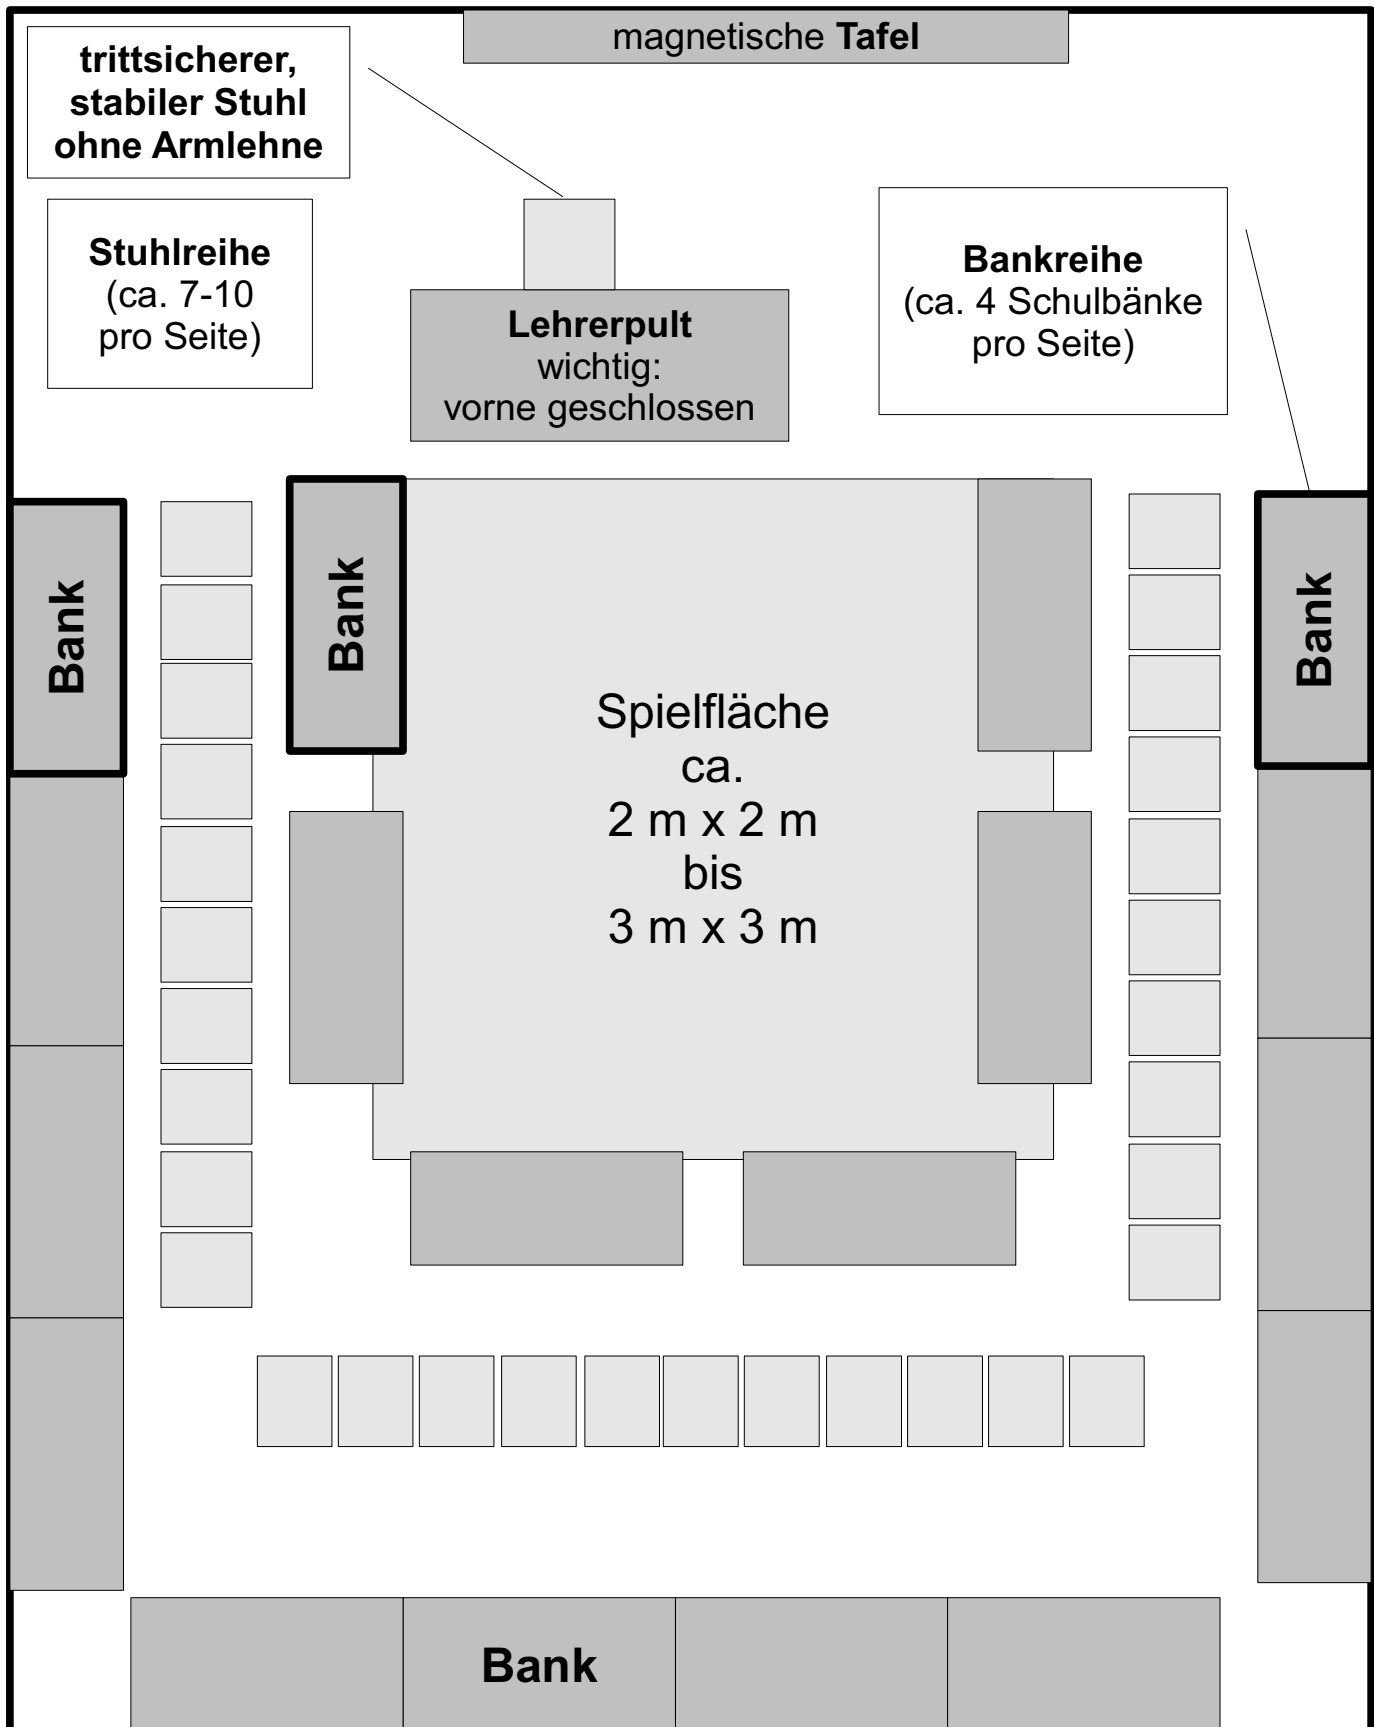 magnetische Tafel
trittsicherer,
stabiler Stuhl
ohne Armlehne
Stuhlreihe
(ca. 7-10
pro Seite)
Lehrerpult
wichtig:
vorne geschlossen
Bankreihe
(ca. 4 Schulbänke
pro Seite)
Bank
Bank
Bank
Spielfläche
ca.
2 m x 2 m
bis
3 m x 3 m
Bank